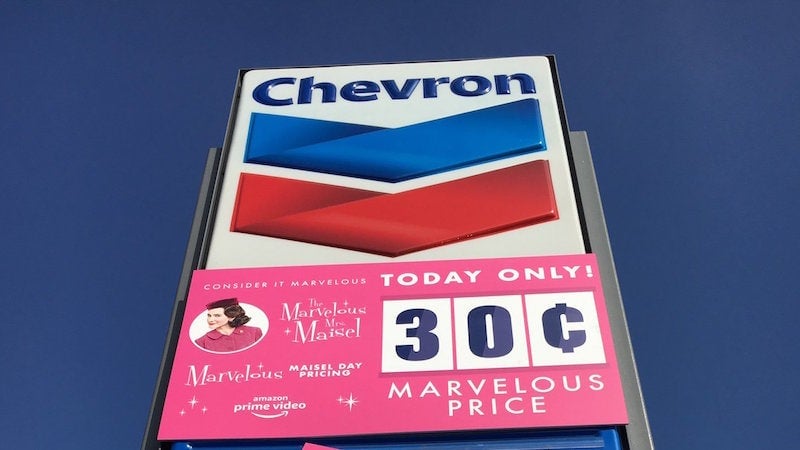 Chevron
CONSIDER IT MARVELOUS
The
Marvelous
Mrs.
Maisel
Marvelous MAISEL DAY
PRICING
amazon
prime video
TODAY ONLY!
30¢
MARVELOUS
PRICE